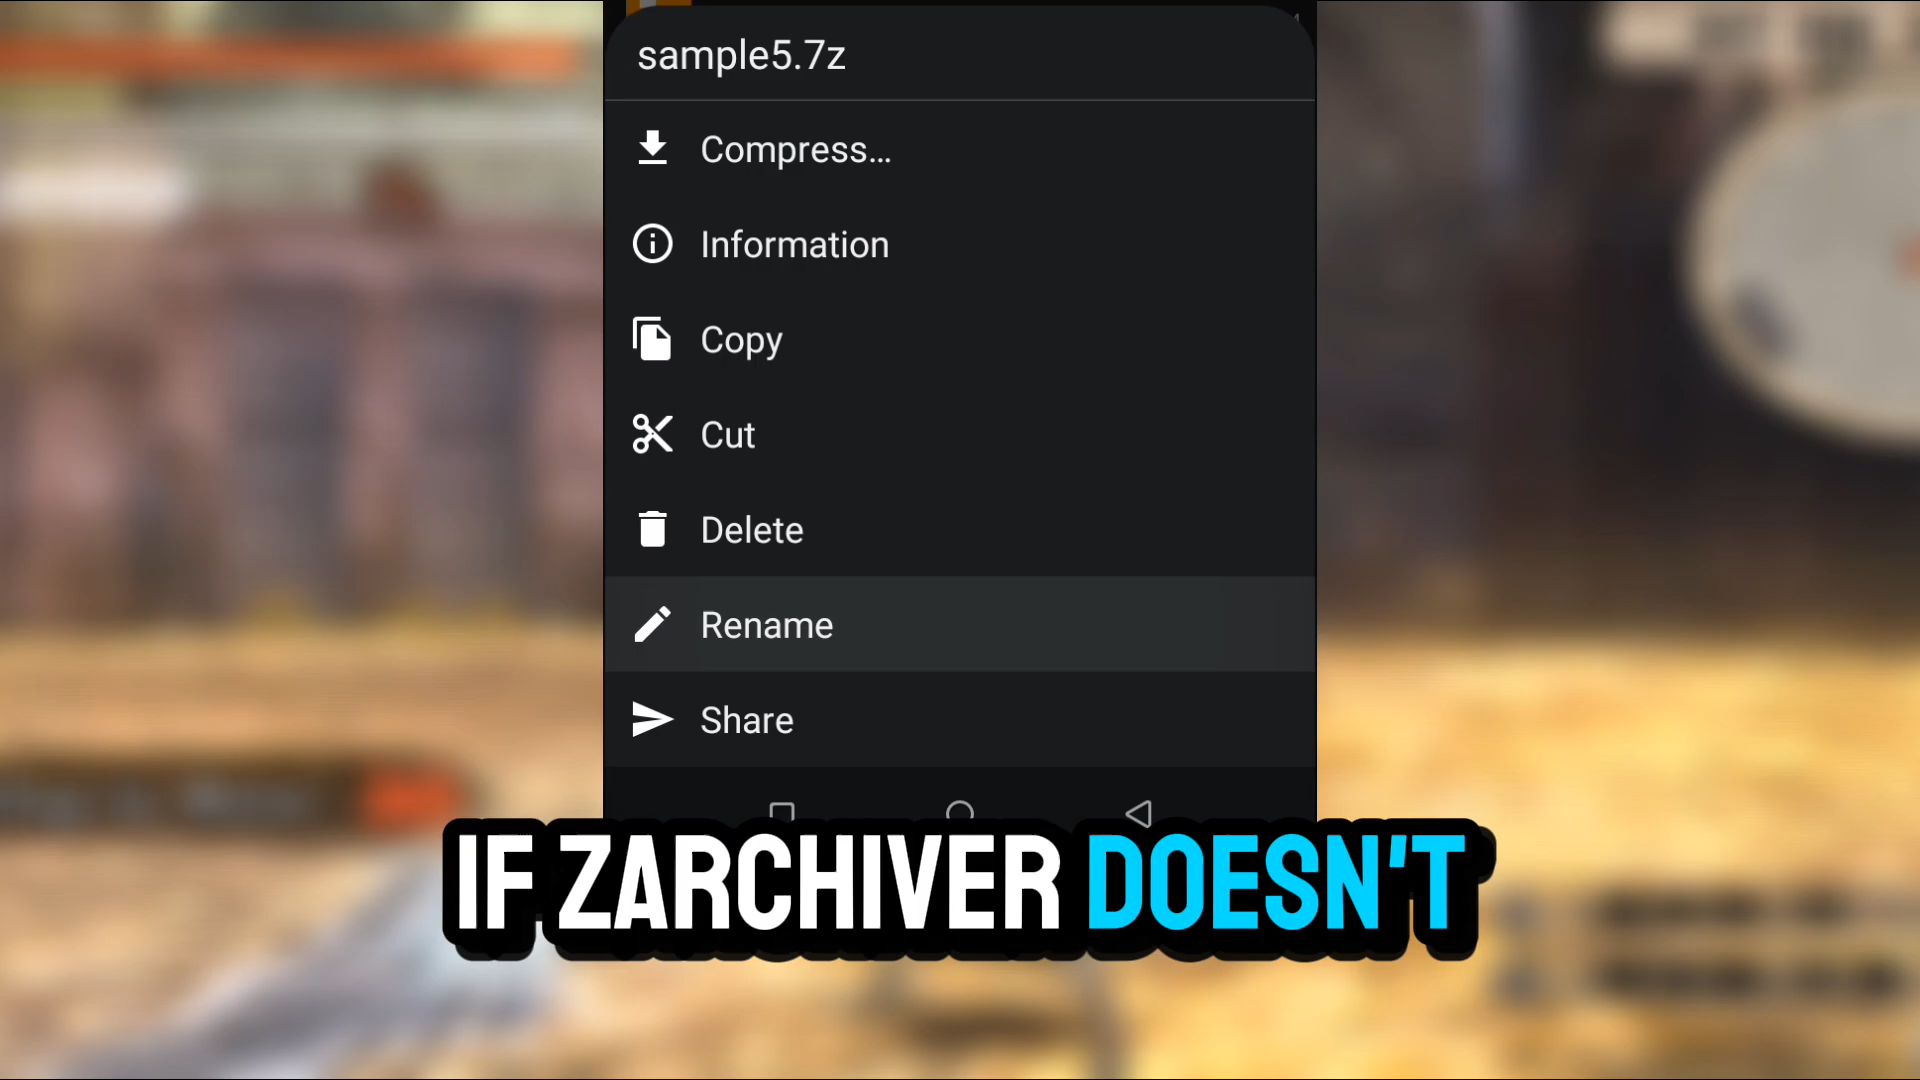 sample5.7z
Compress...
Information
Copy
Cut
Delete
Rename
Share
IF ZARCHIVER DOESN'T